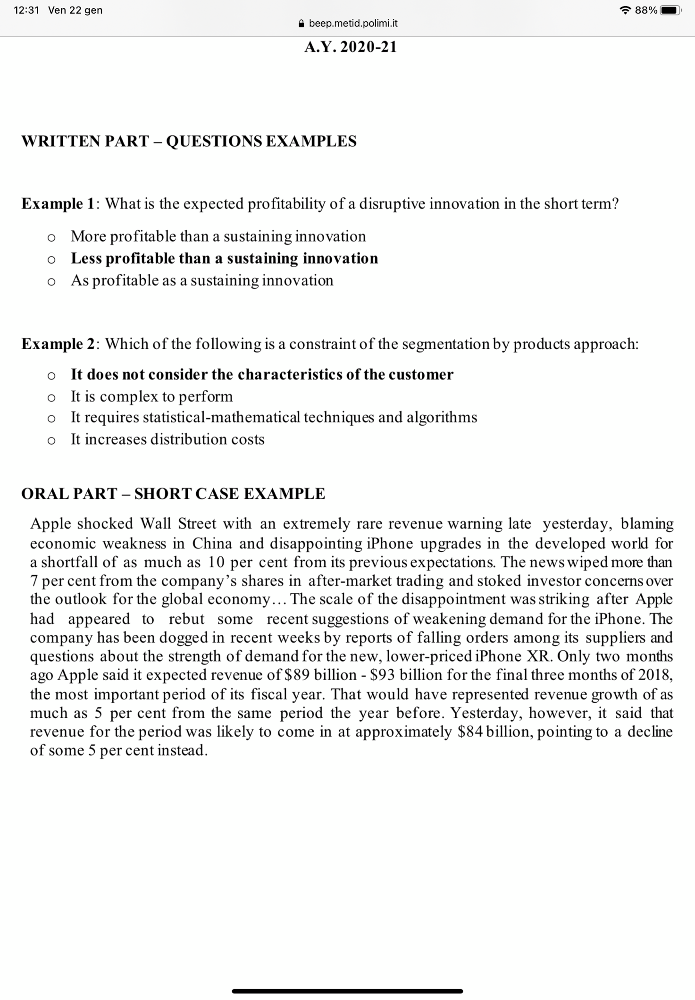 12:31 Ven 22 gen
88%
beep.metid.polimi.it
A.Y. 2020-21
WRITTEN PART – QUESTIONS EXAMPLES
Example 1: What is the expected profitability of a disruptive innovation in the short term?
o More profitable than a sustaining innovation
o Less profitable than a sustaining innovation
o As profitable as a sustaining innovation
Example 2: Which of the following is a constraint of the segmentation by products approach:
o It does not consider the characteristics of the customer
o It is complex to perform
o It requires statistical-mathematical techniques and algorithms
o It increases distribution costs
ORAL PART – SHORT CASE EXAMPLE
Apple shocked Wall Street with an extremely rare revenue warning late yesterday, blaming
economic weakness in China and disappointing iPhone upgrades in the developed world for
a shortfall of as much as 10 per cent from its previous expectations. The news wiped more than
7 per cent from the company’s shares in after-market trading and stoked investor concerns over
the outlook for the global economy… The scale of the disappointment was striking after Apple
had appeared to rebut some recent suggestions of weakening demand for the iPhone. The
company has been dogged in recent weeks by reports of falling orders among its suppliers and
questions about the strength of demand for the new, lower-priced iPhone XR. Only two months
ago Apple said it expected revenue of $89 billion - $93 billion for the final three months of 2018,
the most important period of its fiscal year. That would have represented revenue growth of as
much as 5 per cent from the same period the year before. Yesterday, however, it said that
revenue for the period was likely to come in at approximately $84 billion, pointing to a decline
of some 5 per cent instead.